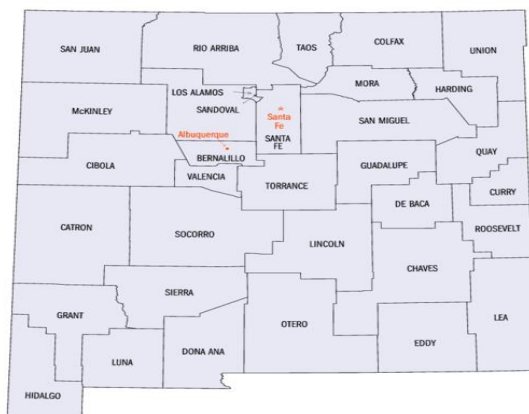 SAN JUAN
RIO ARRIBA
TAOS
COLFAX
UNION
MORA
HARDING
LOS ALAMOS
SANDOVAL
McKINLEY
Santa
Fe
SANTA
FE
SAN MIGUEL
Albuquerque
BERNALILLO
CIBOLA
VALENCIA
TORRANCE
GUADALUPE
QUAY
CURRY
DE BACA
ROOSEVELT
CATRON
SOCORRO
LINCOLN
CHAVES
SIERRA
GRANT
OTERO
LEA
LUNA
DONA ANA
EDDY
HIDALGO